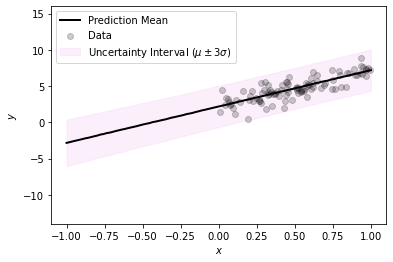 Prediction Mean
Data
Uncertainty Interval (μ ± 3σ)
15
10
5
0
−5
−10
y
−1.00 −0.75 −0.50 −0.25 0.00 0.25 0.50 0.75 1.00
x